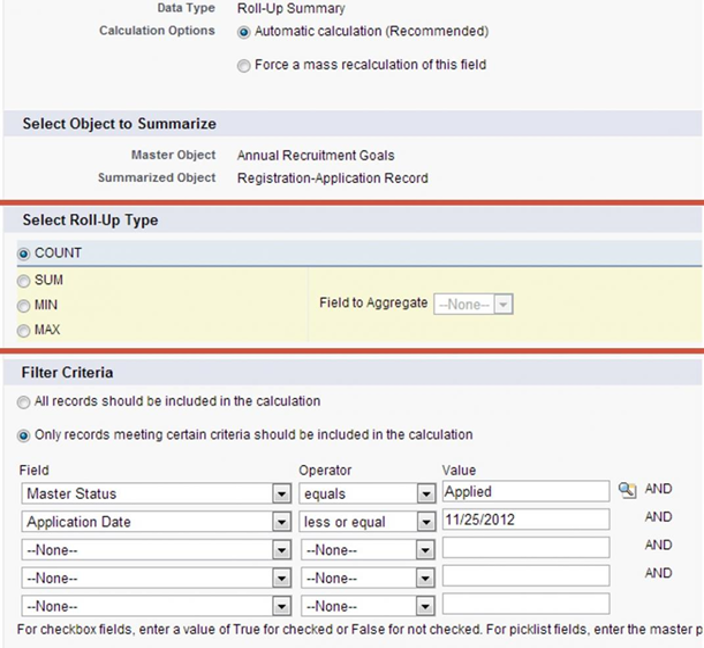 Data Type Roll-Up Summary
Calculation Options Automatic calculation (Recommended)
Force a mass recalculation of this field
Select Object to Summarize
Master Object Annual Recruitment Goals
Summarized Object Registration-Application Record
Select Roll-Up Type
COUNT
SUM
MIN
Field to Aggregate --None--
MAX
Filter Criteria
All records should be included in the calculation
Only records meeting certain criteria should be included in the calculation
Field Operator Value
Master Status equals Applied AND
Application Date less or equal 11/25/2012 AND
--None-- --None-- AND
--None-- --None-- AND
--None-- --None--
For checkbox fields, enter a value of True for checked or False for not checked. For picklist fields, enter the master p